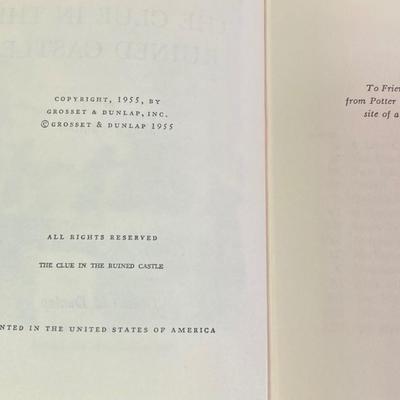 COPYRIGHT, 1955, BY
GROSSET & DUNLAP, INC.
© GROSSET & DUNLAP 1955
ALL RIGHTS RESERVED
THE CLUE IN THE RUINED CASTLE
NTED IN THE UNITED STATES OF AMERICA
To Frien
from Potter
site of a